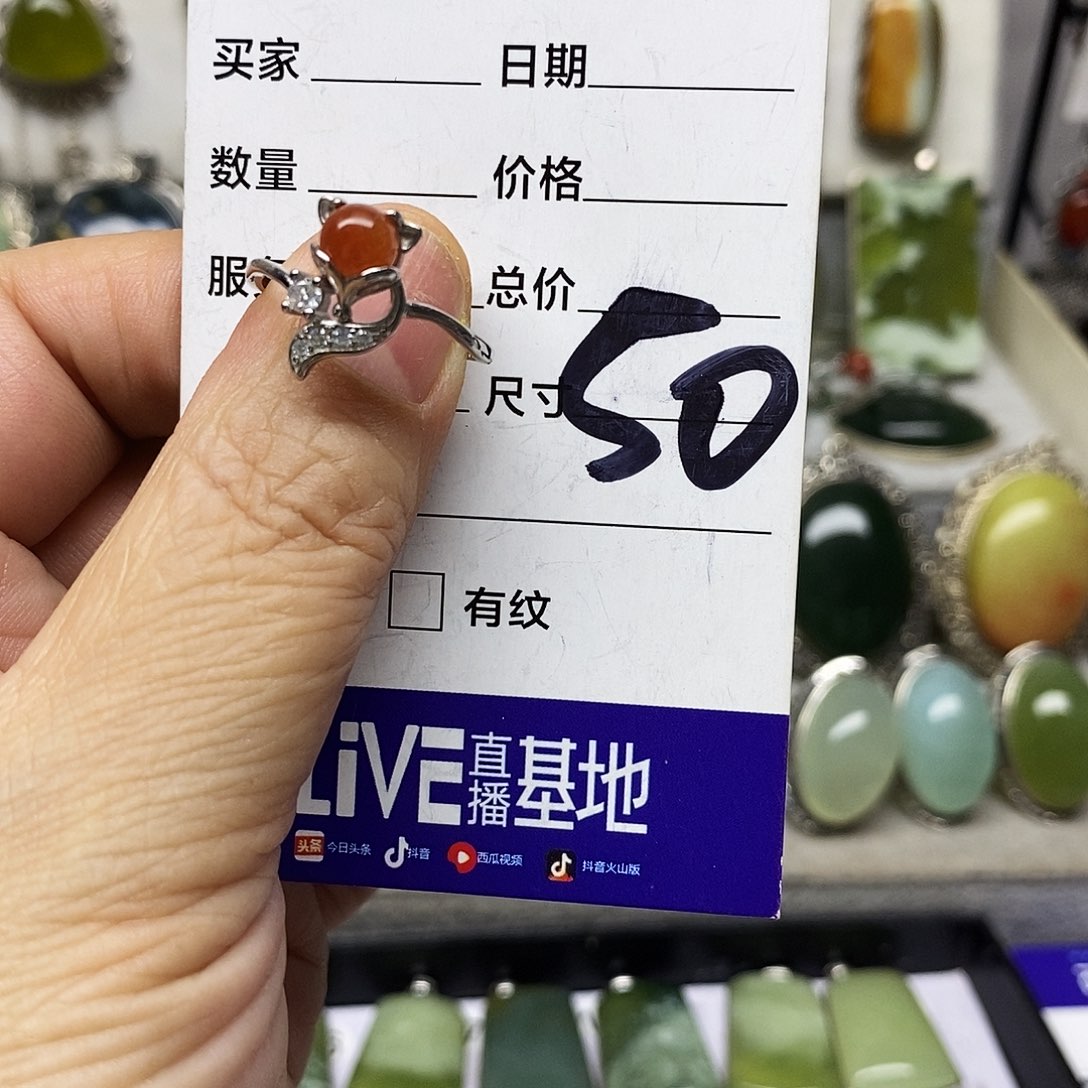 买家 日期
数量 价格
服 总价
尺寸
50
有纹
LIVE 直播 基地
头条 今日头条 抖音 西瓜视频 抖音火山版